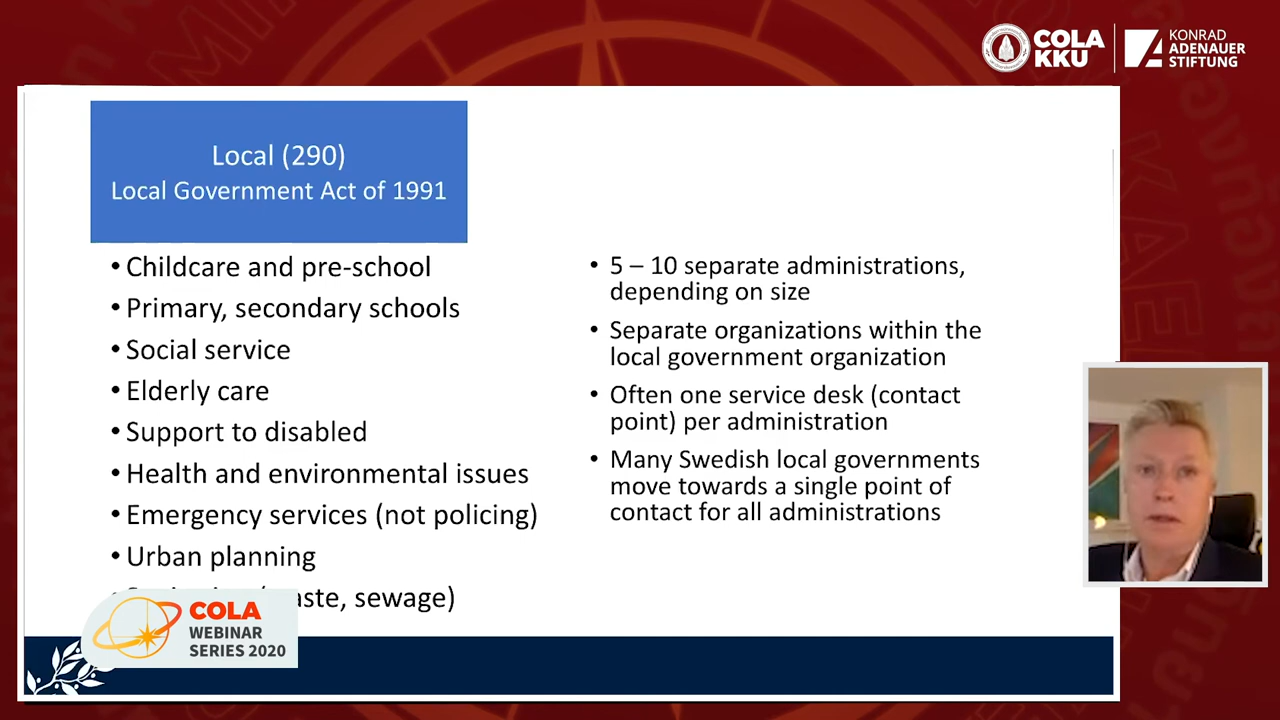 COLA
KKU
KONRAD
ADENAUER
STIFTUNG
Local (290)
Local Government Act of 1991
• Childcare and pre-school
• Primary, secondary schools
• Social service
• Elderly care
• Support to disabled
• Health and environmental issues
• Emergency services (not policing)
• Urban planning
sewage)
• 5 – 10 separate administrations,
depending on size
• Separate organizations within the
local government organization
• Often one service desk (contact
point) per administration
• Many Swedish local governments
move towards a single point of
contact for all administrations
COLA
WEBINAR
SERIES 2020